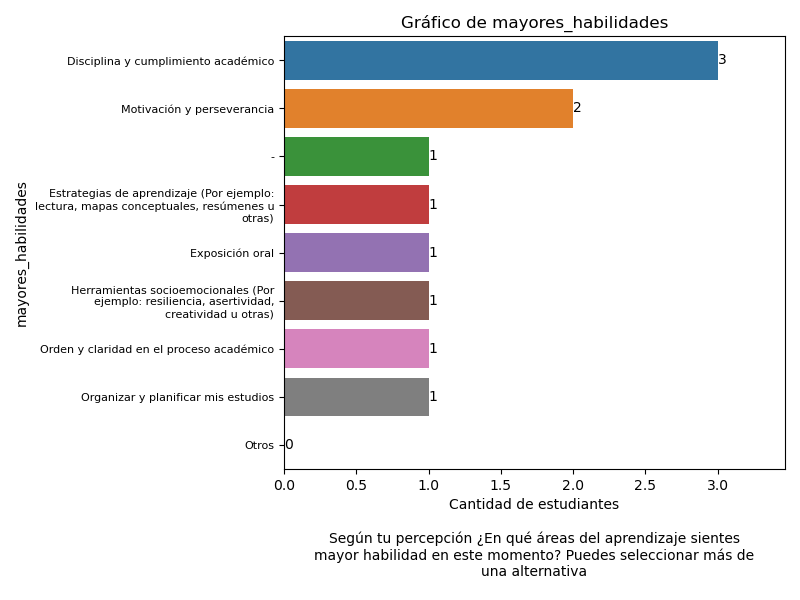 Gráfico de mayores_habilidades
mayores_habilidades
Disciplina y cumplimiento académico
3
Motivación y perseverancia
2
-
1
Estrategias de aprendizaje (Por ejemplo:
lectura, mapas conceptuales, resúmenes u
otras)
1
Exposición oral
1
Herramientas socioemocionales (Por
ejemplo: resiliencia, asertividad,
creatividad u otras)
1
Orden y claridad en el proceso académico
1
Organizar y planificar mis estudios
1
Otros
0
0.0 0.5 1.0 1.5 2.0 2.5 3.0
Cantidad de estudiantes
Según tu percepción ¿En qué áreas del aprendizaje sientes
mayor habilidad en este momento? Puedes seleccionar más de
una alternativa